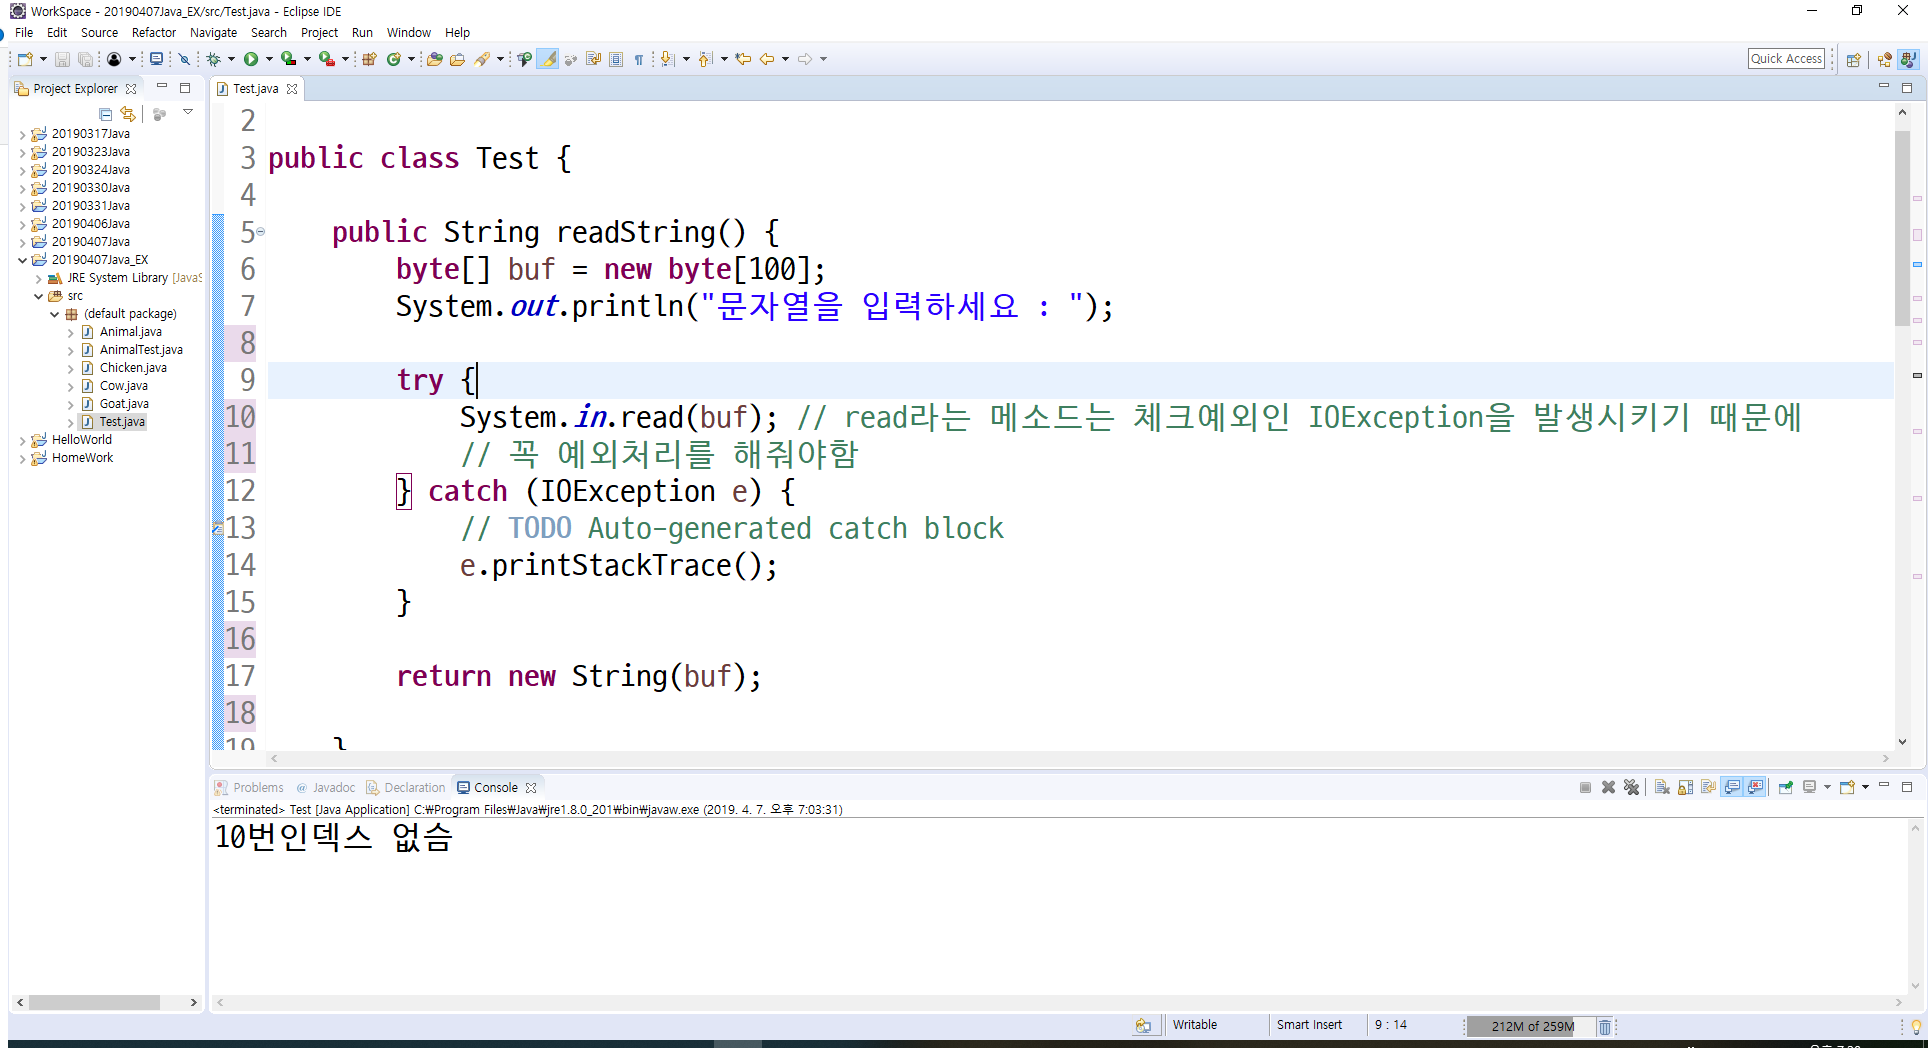 WorkSpace - 20190407Java_EX/src/Test.java - Eclipse IDE
File Edit Source Refactor Navigate Search Project Run Window Help
Quick Access
Project Explorer
Test.java
20190317Java
20190323Java
20190324Java
20190330Java
20190331Java
20190406Java
20190407Java
20190407Java_EX
JRE System Library [JavaS
src
(default package)
Animal.java
AnimalTest.java
Chicken.java
Cow.java
Goat.java
Test.java
HelloWorld
HomeWork
2
3 public class Test {
4
5 public String readString() {
6 byte[] buf = new byte[100];
7 System.out.println("문자열을 입력하세요 : ");
8
9 try {
10 System.in.read(buf); // read라는 메소드는 체크예외인 IOException을 발생시키기 때문에
11 // 꼭 예외처리를 해줘야함
12 } catch (IOException e) {
13 // TODO Auto-generated catch block
14 e.printStackTrace();
15 }
16
17 return new String(buf);
18
19 }
Problems @ Javadoc Declaration Console
<terminated> Test [Java Application] C:₩Program Files₩Java₩jre1.8.0_201₩bin₩javaw.exe (2019. 4. 7. 오후 7:03:31)
10번인덱스 없슴
Writable Smart Insert 9 : 14 212M of 259M